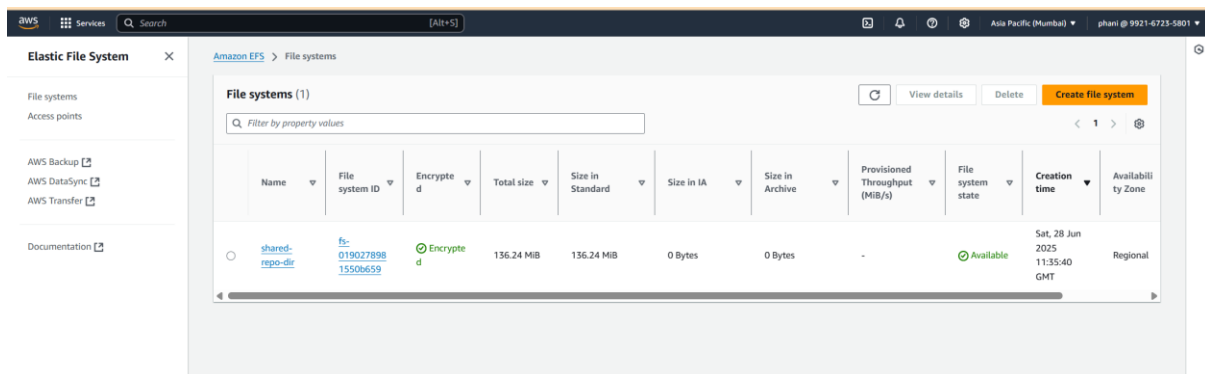 aws Services Search [Alt+S] Asia Pacific (Mumbai) phani @ 9921-6723-5801
Elastic File System
File systems
Access points
AWS Backup
AWS DataSync
AWS Transfer
Documentation
Amazon EFS > File systems
File systems (1)
View details Delete Create file system
Filter by property values
1
Name
File
system ID
Encrypte
d
Total size
Size in
Standard
Size in IA
Size in
Archive
Provisioned
Throughput
(MiB/s)
File
system
state
Creation
time
Availabili
ty Zone
shared-
repo-dir
fs-
019027898
1550b659
Encrypte
d
136.24 MiB
136.24 MiB
0 Bytes
0 Bytes
-
Available
Sat, 28 Jun
2025
11:35:40
GMT
Regional